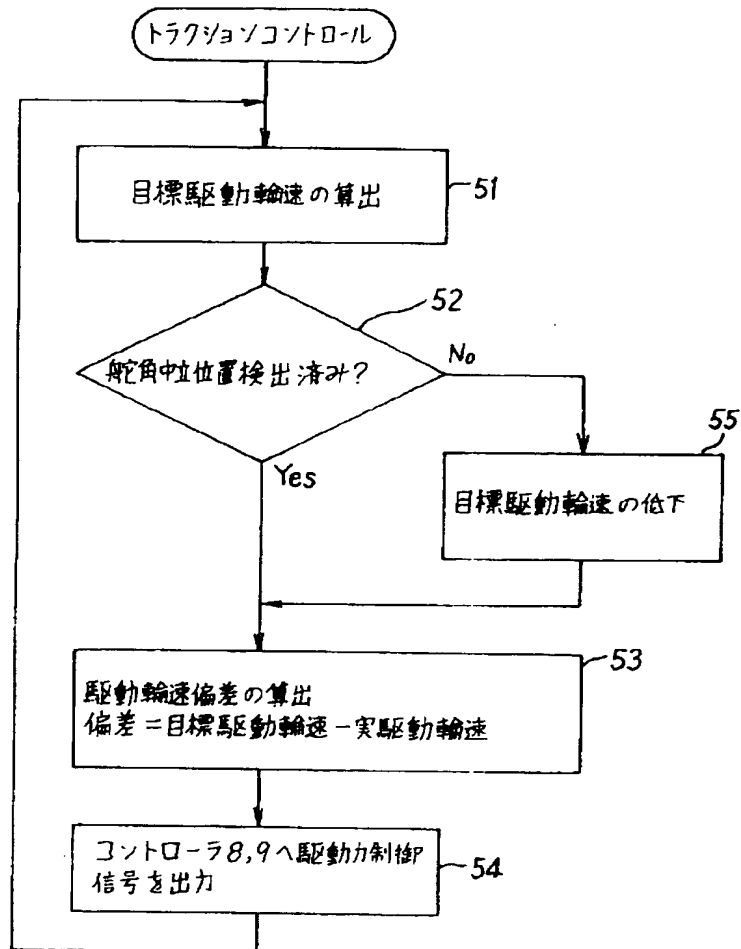 トラクションコントロール
目標駆動輪速の算出
51
52
舵角中立位置検出済み?
No
Yes
55
目標駆動輪速の低下
53
駆動輪速偏差の算出
偏差=目標駆動輪速-実駆動輪速
コントローラ8,9へ駆動力制御
信号を出力
54